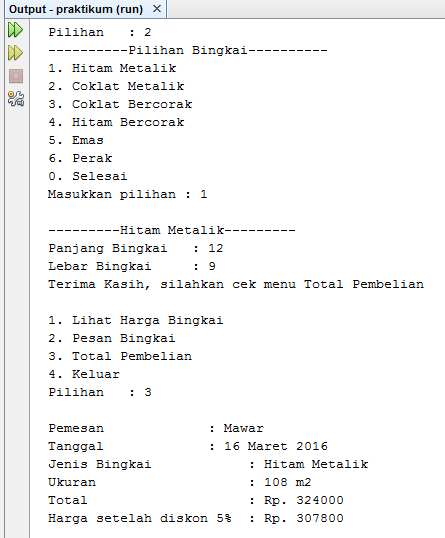 Output - praktikum (run)
Pilihan   : 2
----------Pilihan Bingkai----------
1. Hitam Metalik
2. Coklat Metalik
3. Coklat Bercorak
4. Hitam Bercorak
5. Emas
6. Perak
0. Selesai
Masukkan pilihan : 1
---------Hitam Metalik---------
Panjang Bingkai   : 12
Lebar Bingkai     : 9
Terima Kasih, silahkan cek menu Total Pembelian
1. Lihat Harga Bingkai
2. Pesan Bingkai
3. Total Pembelian
4. Keluar
Pilihan   : 3
Pemesan             : Mawar
Tanggal             : 16 Maret 2016
Jenis Bingkai            : Hitam Metalik
Ukuran                   : 108 m2
Total                    : Rp. 324000
Harga setelah diskon 5%  : Rp. 307800